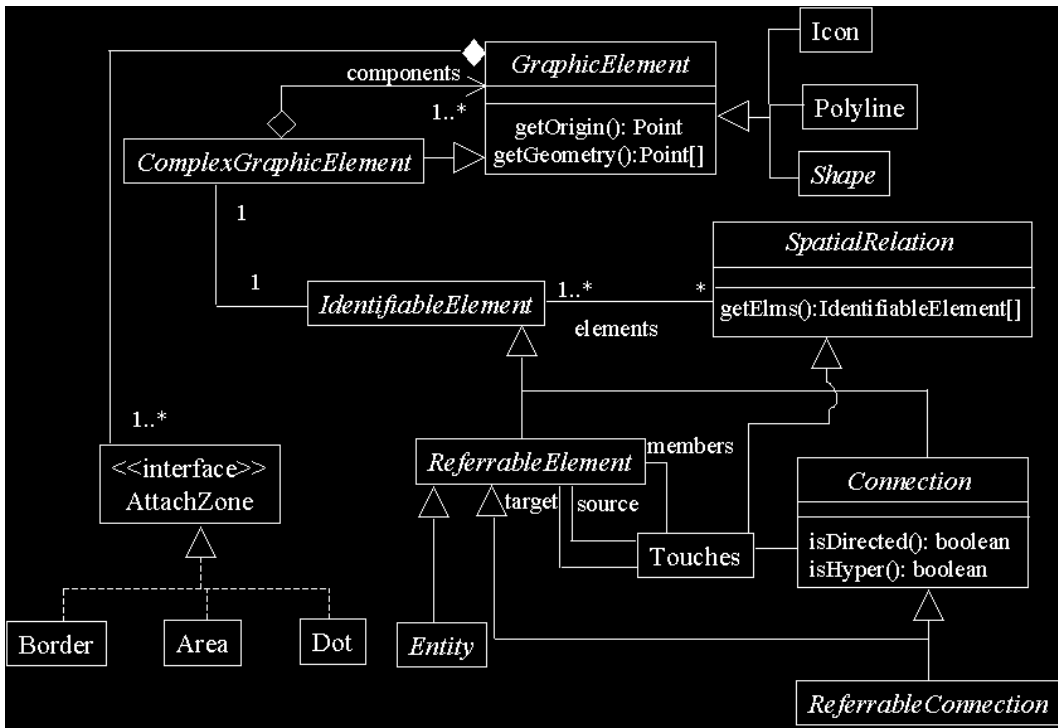 Icon
GraphicElement
components
1..*
Polyline
getOrigin(): Point
getGeometry():Point[]
ComplexGraphicElement
Shape
1
SpatialRelation
1
1..*
*
IdentifiableElement
getElms():IdentifiableElement[]
elements
1..*
members
<<interface>>
AttachZone
ReferrableElement
Connection
target
source
Touches
isDirected(): boolean
isHyper(): boolean
Border
Area
Dot
Entity
ReferrableConnection